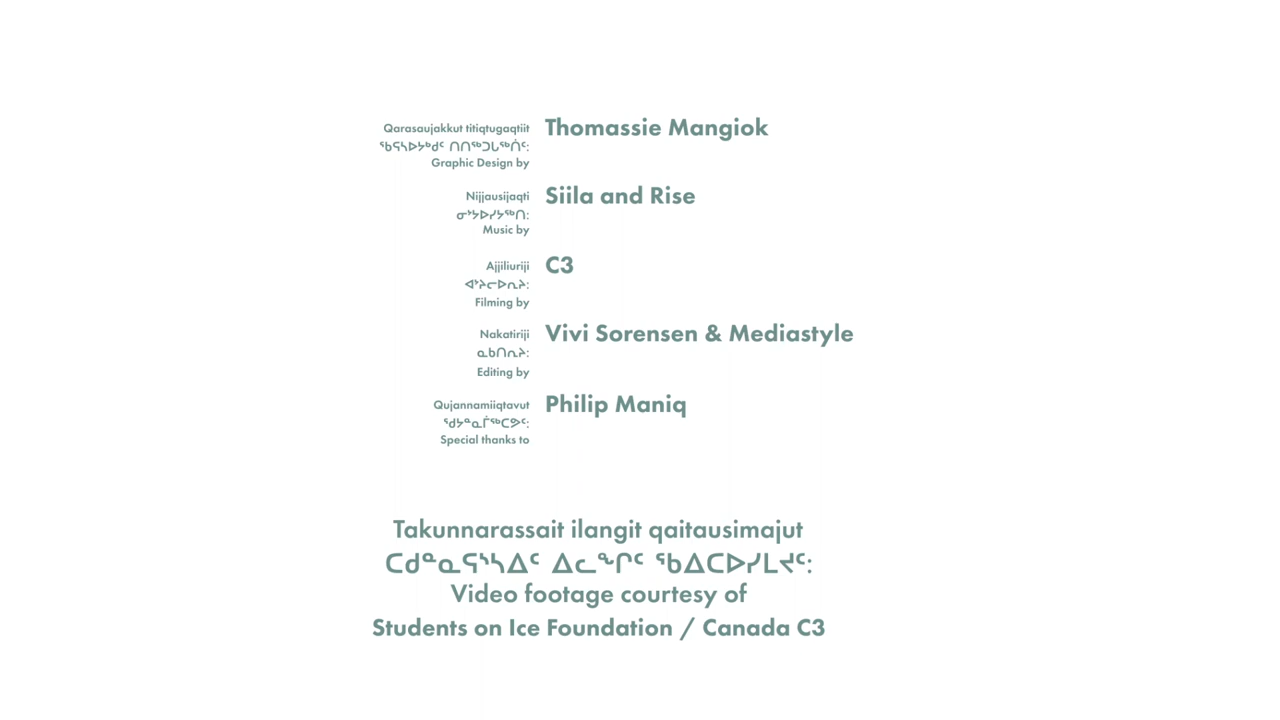 Qarasaujakkut titiqtugaqtiit
ᖃᕋᓴᐅᔭᒃᑯᑦ ᑎᑎᖅᑐᒐᖅᑏᑦ:
Graphic Design by
Thomassie Mangiok
Nijjausijaqti
ᓂᔾᔭᐅᓯᔭᖅᑎ:
Music by
Siila and Rise
Ajjiliuriji
ᐊᔾᔨᓕᐅᕆᔨ:
Filming by
C3
Nakatiriji
ᓇᑲᑎᕆᔨ:
Editing by
Vivi Sorensen & Mediastyle
Qujannamiiqtavut
ᖁᔭᓐᓇᒦᖅᑕᕗᑦ:
Special thanks to
Philip Maniq
Takunnarassait ilangit qaitausimajut
ᑕᑯᓐᓇᕋᔅᓴᐃᑦ ᐃᓚᖏᑦ ᖃᐃᑕᐅᓯᒪᔪᑦ:
Video footage courtesy of
Students on Ice Foundation / Canada C3